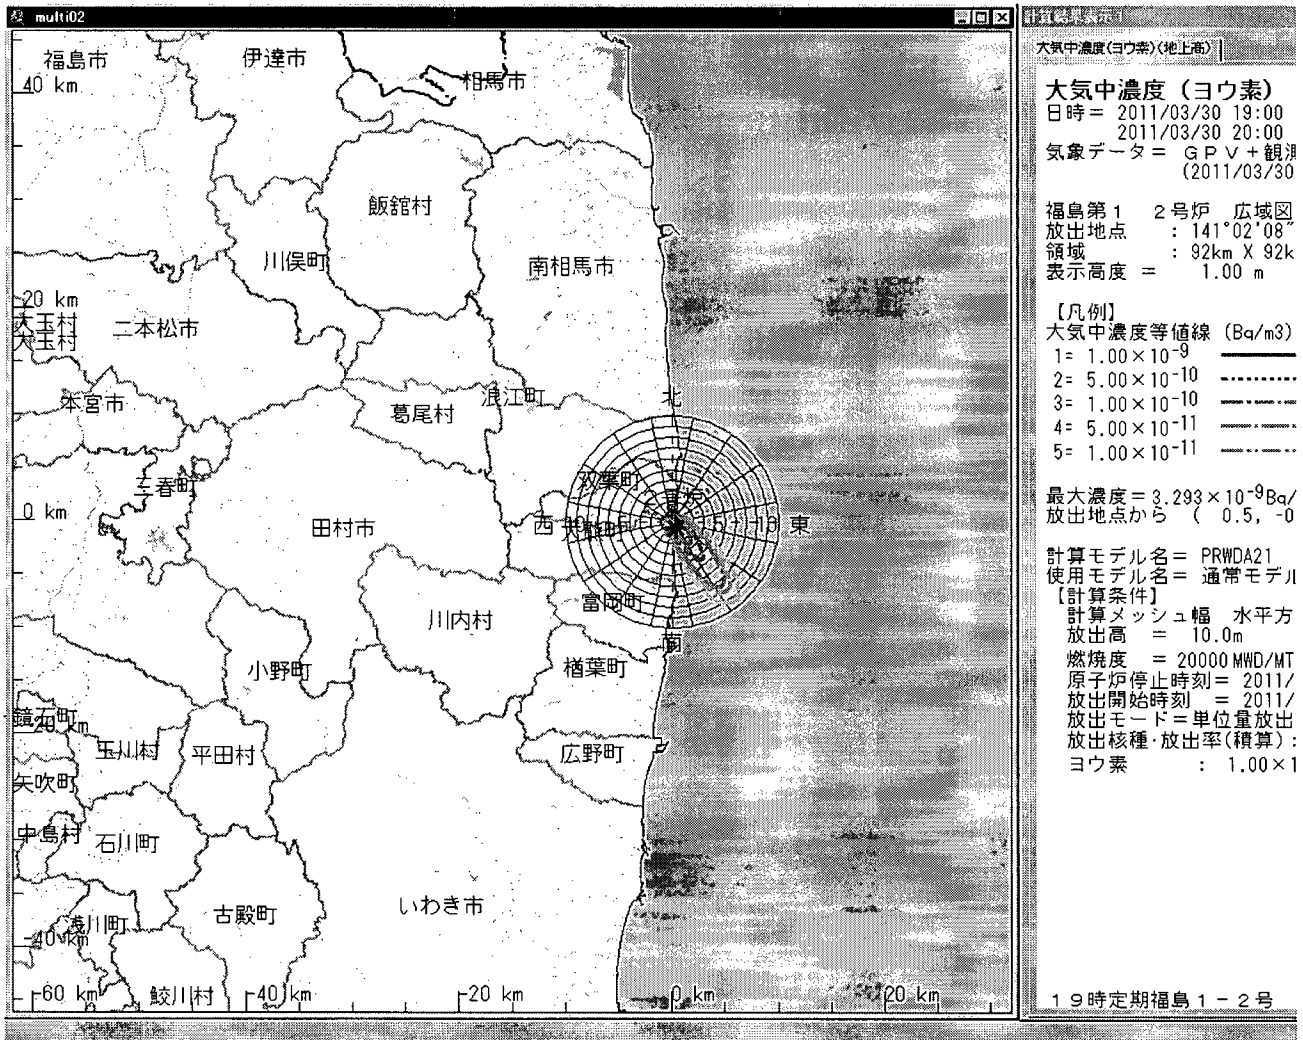 multi02
福島市
伊達市
相馬市
40 km
飯舘村
川俣町
南相馬市
20 km
大玉村
大玉村
二本松市
本宮市
葛尾村
浪江町
北
三春町
双葉町
0 km
田村市
西
東
富岡町
川内村
南
小野町
楢葉町
鏡石町
-20 km
玉川村
平田村
広野町
矢吹町
中島村
石川町
浅川町
古殿町
いわき市
-40 km
鮫川村
-60 km
-40 km
-20 km
0 km
20 km
計算結果表示1
大気中濃度(ヨウ素)(地上高)
大気中濃度（ヨウ素）
日時＝ 2011/03/30 19:00
2011/03/30 20:00
気象データ＝ ＧＰＶ＋観測
(2011/03/30
福島第１ ２号炉 広域図
放出地点 : 141°02'08"
領域 : 92km X 92k
表示高度 ＝ 1.00 m
【凡例】
大気中濃度等値線 (Bq/m3)
1= 1.00×10-9
2= 5.00×10-10
3= 1.00×10-10
4= 5.00×10-11
5= 1.00×10-11
最大濃度＝3.293×10-9Bq/
放出地点から ( 0.5, -0
計算モデル名＝ PRWDA21
使用モデル名＝ 通常モデル
【計算条件】
計算メッシュ幅 水平方
放出高 ＝ 10.0m
燃焼度 ＝20000MWD/MT
原子炉停止時刻＝ 2011/
放出開始時刻 ＝ 2011/
放出モード＝単位量放出
放出核種・放出率(積算)：
ヨウ素 : 1.00×1
１９時定期福島１－２号